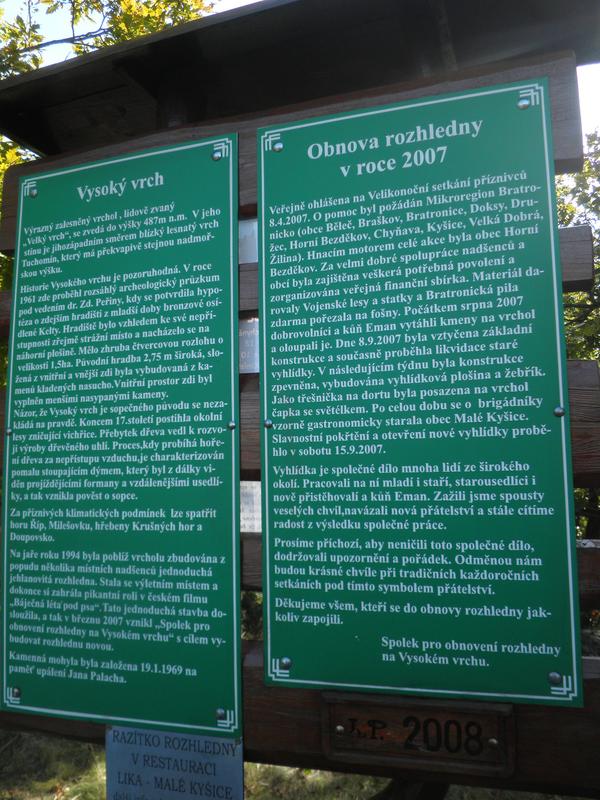 Vysoký vrch
Výrazný zalesněný vrchol , lidově zvaný
„Velký vrch“, se zvedá do výšky 487m n.m.  V jeho
stínu je jihozápadním směrem blízký lesnatý vrch
Tuchomín, který má překvapivě stejnou nadmoř-
skou výšku.
Historie Vysokého vrchu je pozoruhodná. V roce
1961 zde proběhl rozsáhlý archeologický průzkum
pod vedením dr. Zd. Peřiny, kdy se potvrdila hypo-
téza o zdejším hradišti z mladší doby bronzové osí-
dlené Kelty. Hradiště bylo vzhledem ke své nepří-
stupnosti zřejmě strážní místo a nacházelo se na
náhorní plošině. Mělo zhruba čtvercovou rozlohu o
velikosti 1,5ha. Původní hradba 2,75 m široká, slo-
žená z vnitřní a vnější zdi byla vybudovaná z ka-
menů kladených nasucho.Vnitřní prostor zdi byl
vyplněn menšími nasypanými kameny.
Názor, že Vysoký vrch je sopečného původu se neza-
kládá na pravdě. Koncem 17.století postihla okolní
lesy zničující vichřice. Přebytek dřeva vedl k rozvo-
ji výroby dřevěného uhlí. Proces,kdy probíhá hoře-
ní dřeva za nepřístupu vzduchu,je charakterizován
pomalu stoupajícím dýmem, který byl z dálky vi-
děn projíždějícími formany a vzdálenějšími usedlí-
ky, a tak vznikla pověst o sopce.
Za příznivých klimatických podmínek  lze spatřit
horu Říp, Milešovku, hřebeny Krušných hor a
Doupovsko.
Na jaře roku 1994 byla poblíž vrcholu zbudována z
popudu několika místních nadšenců jednoduchá
jehlanovitá rozhledna. Stala se výletním místem a
dokonce si zahrála pikantní roli v českém filmu
„Báječná léta pod psa“.Tato jednoduchá stavba do-
sloužila, a tak v březnu 2007 vznikl „Spolek pro
obnovení rozhledny na Vysokém vrchu“ s cílem vy-
budovat rozhlednu novou.
Kamenná mohyla byla založena 19.1.1969 na
paměť upálení Jana Palacha.
Obnova rozhledny
v roce 2007
Veřejně ohlášena na Velikonoční setkání příznivců
8.4.2007. O pomoc byl požádán Mikroregion Bratro-
nicko (obce Běleč, Braškov, Bratronice, Doksy, Dru-
žec, Horní Bezděkov, Chyňava, Kyšice, Velká Dobrá,
Žilina). Hnacím motorem celé akce byla obec Horní
Bezděkov. Za velmi dobré spolupráce nadšenců a
obcí byla zajištěna veškerá potřebná povolení a
zorganizována veřejná finanční sbírka. Materiál da-
rovaly Vojenské lesy a statky a Bratronická pila
zdarma pořezala na fošny. Počátkem srpna 2007
dobrovolníci a kůň Eman vytáhli kmeny na vrchol
a oloupali je. Dne 8.9.2007 byla vztyčena základní
konstrukce a současně proběhla likvidace staré
vyhlídky. V následujícím týdnu byla konstrukce
zpevněna, vybudována vyhlídková plošina a žebřík.
Jako třešnička na dortu byla posazena na vrchol
čapka se světélkem. Po celou dobu se o  brigádníky
vzorně gastronomicky starala obec Malé Kyšice.
Slavnostní pokřtění a otevření nové vyhlídky probě-
hlo v sobotu 15.9.2007.
Vyhlídka je společné dílo mnoha lidí ze širokého
okolí. Pracovali na ní mladí i staří, starousedlíci i
nově přistěhovalí a kůň Eman. Zažili jsme spousty
veselých chvil,navázali nová přátelství a stále cítíme
radost z výsledku společné práce.
Prosíme příchozí, aby neničili toto společné dílo,
dodržovali upozornění a pořádek. Odměnou nám
budou krásné chvíle při tradičních každoročních
setkáních pod tímto symbolem přátelství.
Děkujeme všem, kteří se do obnovy rozhledny jak-
koliv zapojili.
Spolek pro obnovení rozhledny
na Vysokém vrchu.
J.P. 2008
RAZÍTKO ROZHLEDNY
V RESTAURACI
LIKA - MALÉ KYŠICE